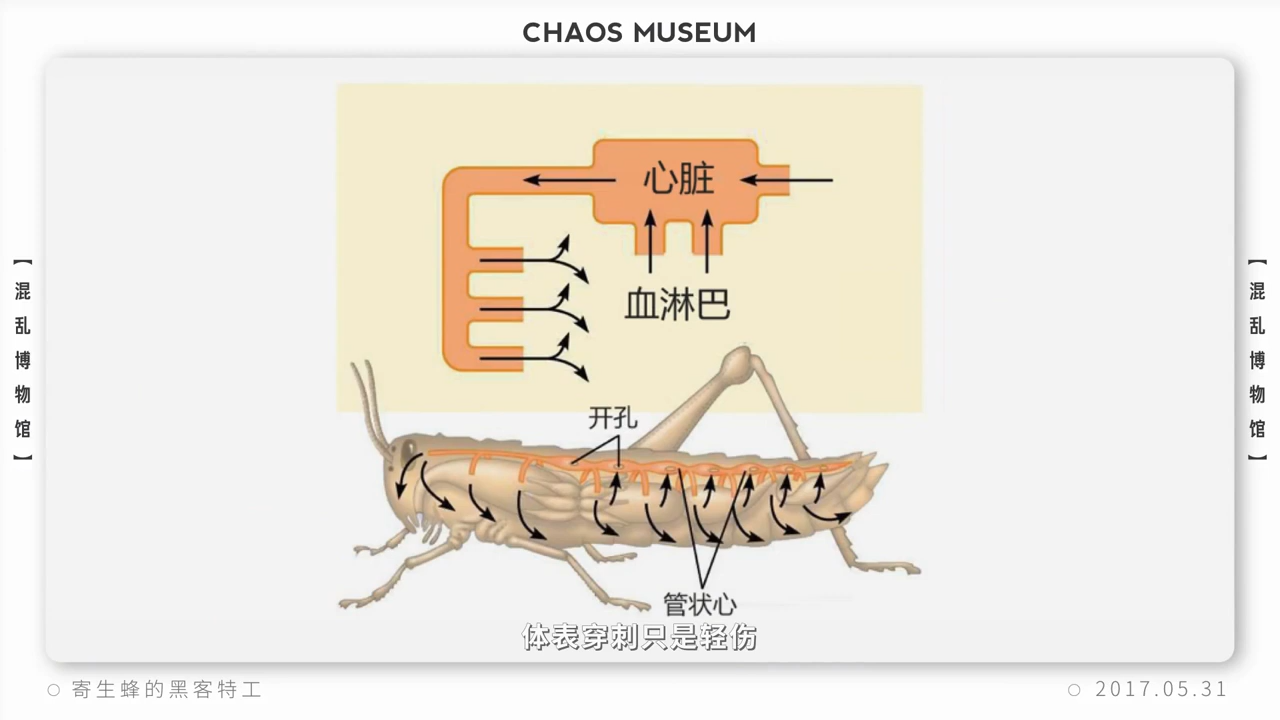 CHAOS MUSEUM
心脏
血淋巴
开孔
管状心
体表穿刺只是轻伤
【混乱博物馆】
【混乱博物馆】
寄生蜂的黑客特工
2017.05.31